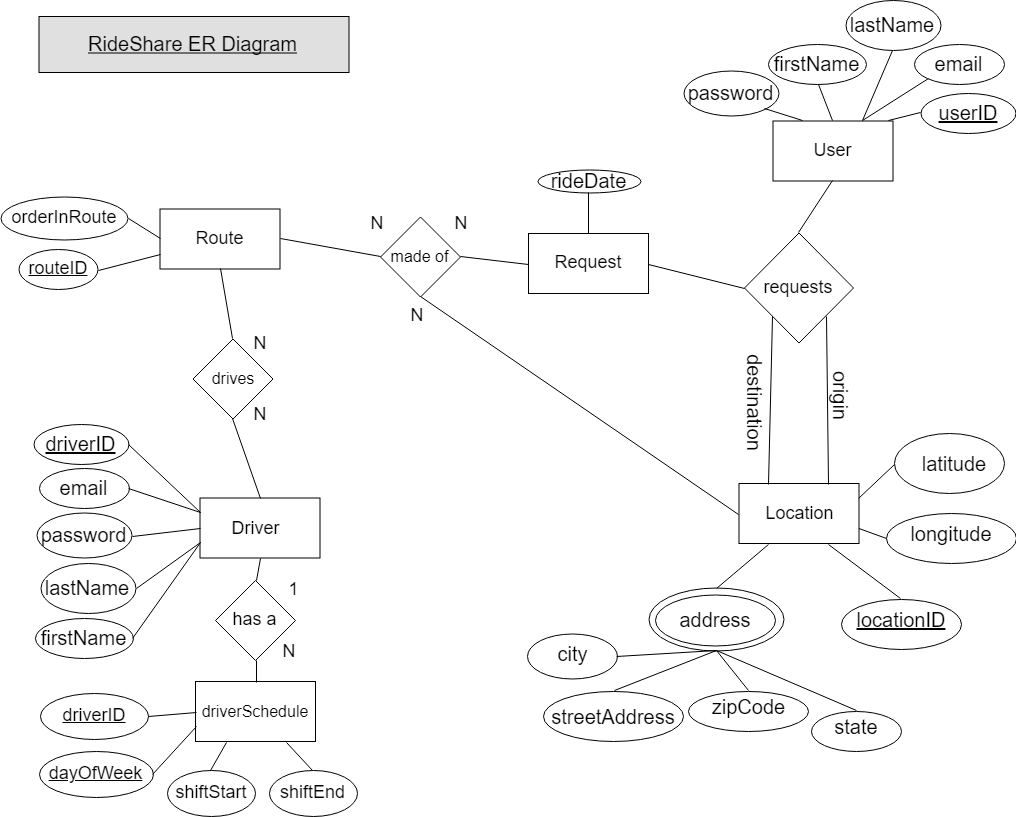 RideShare ER Diagram
lastName
firstName
email
password
userID
User
rideDate
orderInRoute
Route
N
N
made of
Request
requests
routeID
N
N
drives
N
destination
origin
driverID
email
password
Driver
lastName
firstName
1
has a
N
latitude
Location
longitude
address
locationID
city
streetAddress
zipCode
state
driverID
driverSchedule
dayOfWeek
shiftStart
shiftEnd